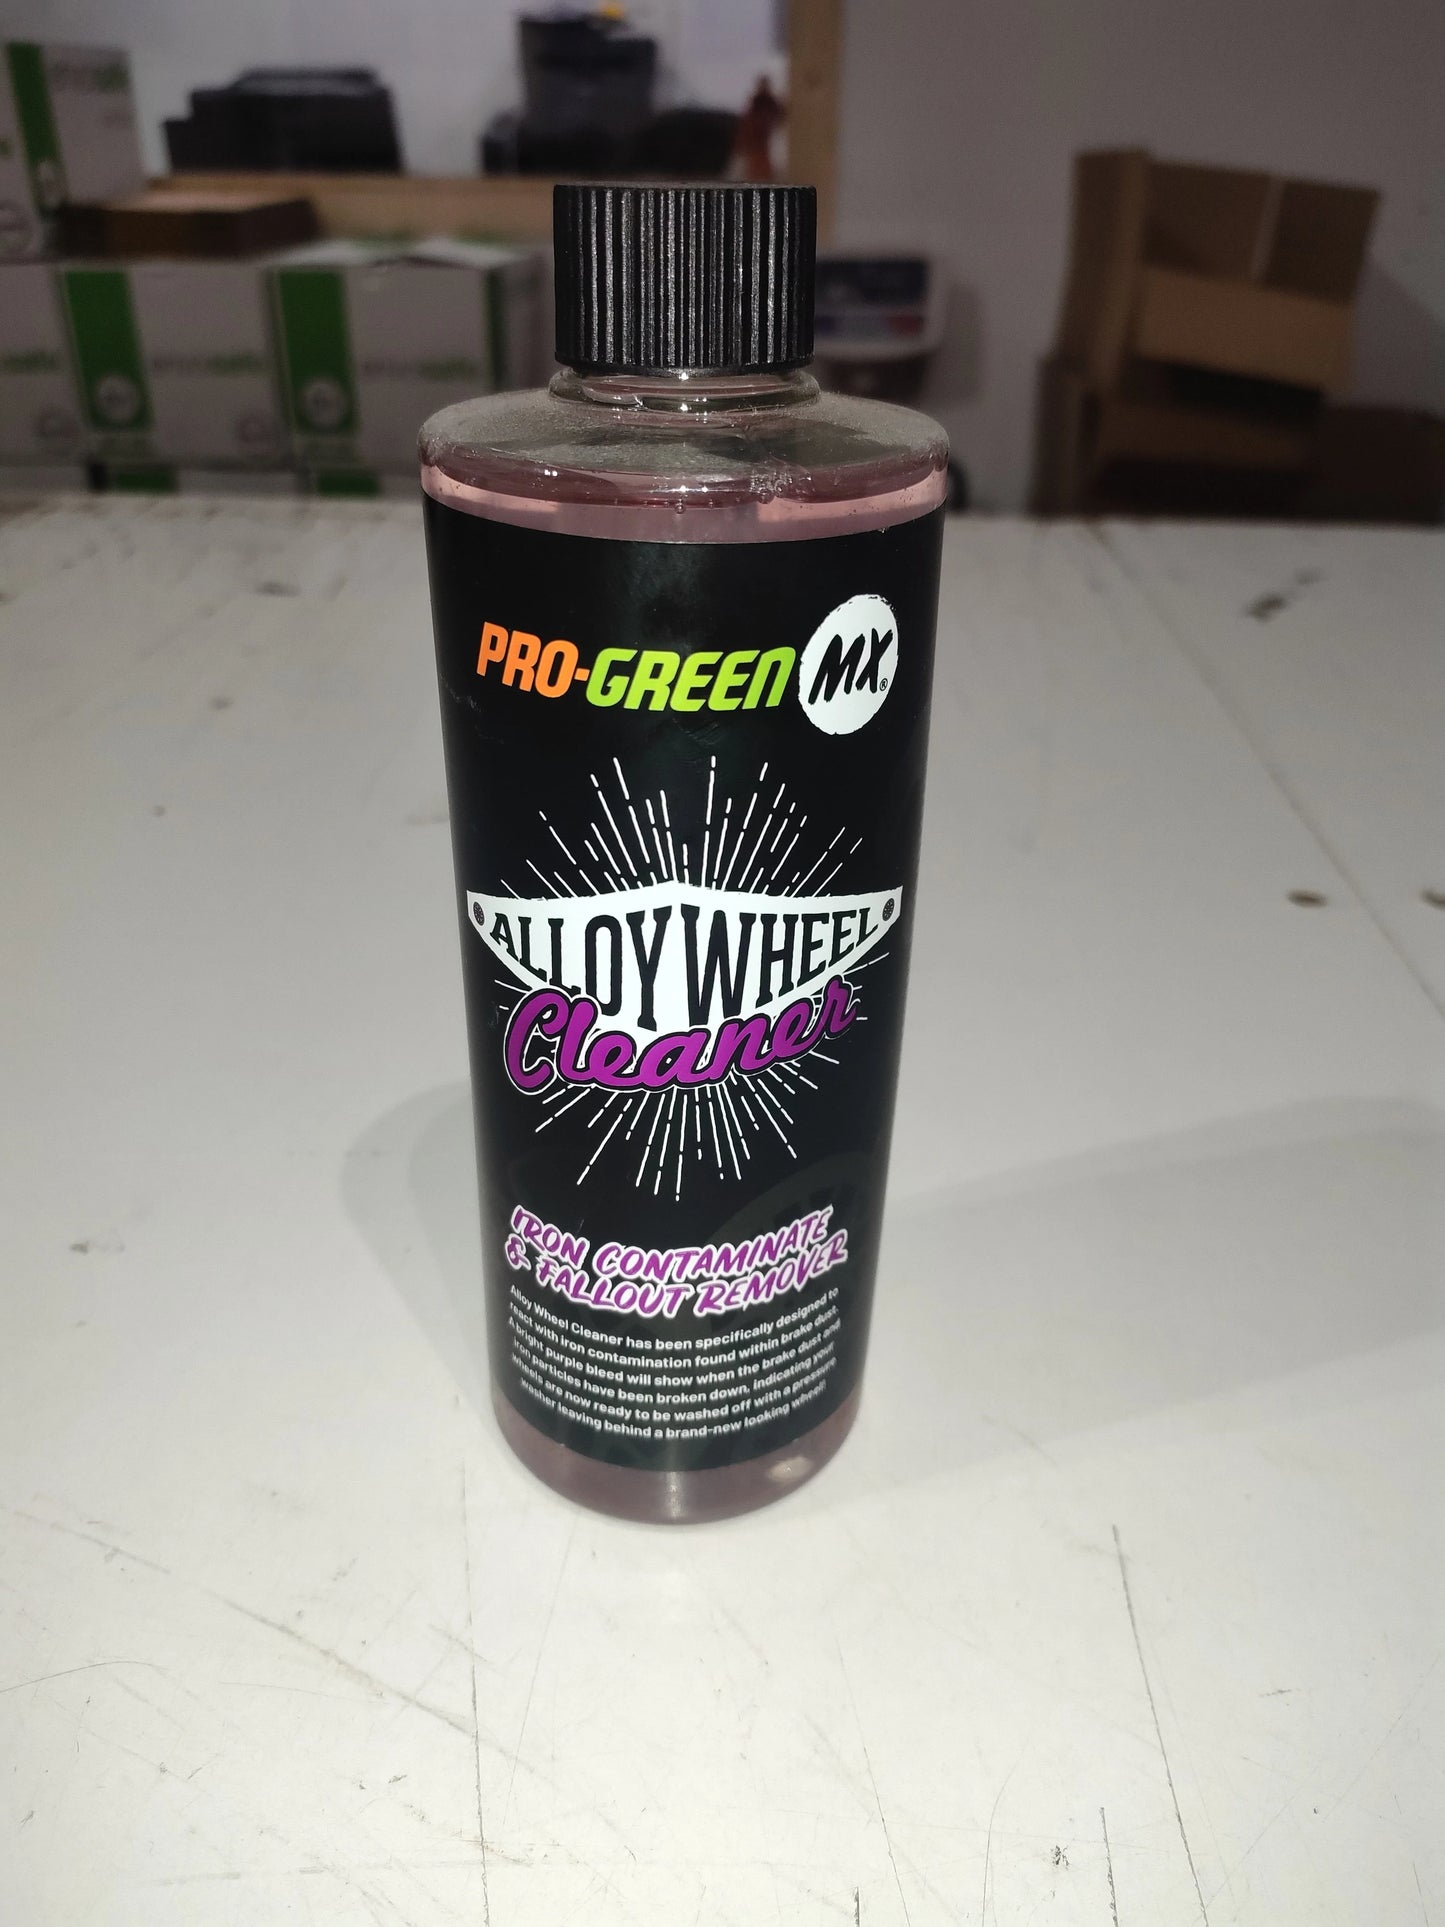 PRO-GREEN MX®
ALLOY WHEEL
Cleaner
IRON CONTAMINATE
& FALLOUT REMOVER
Alloy Wheel Cleaner has been specifically designed to
react with iron contamination found within brake dust.
A bright purple bleed will show when the brake dust and
iron particles have been broken down, indicating your
wheels are now ready to be washed off with a pressure
washer leaving behind a brand-new looking wheel!